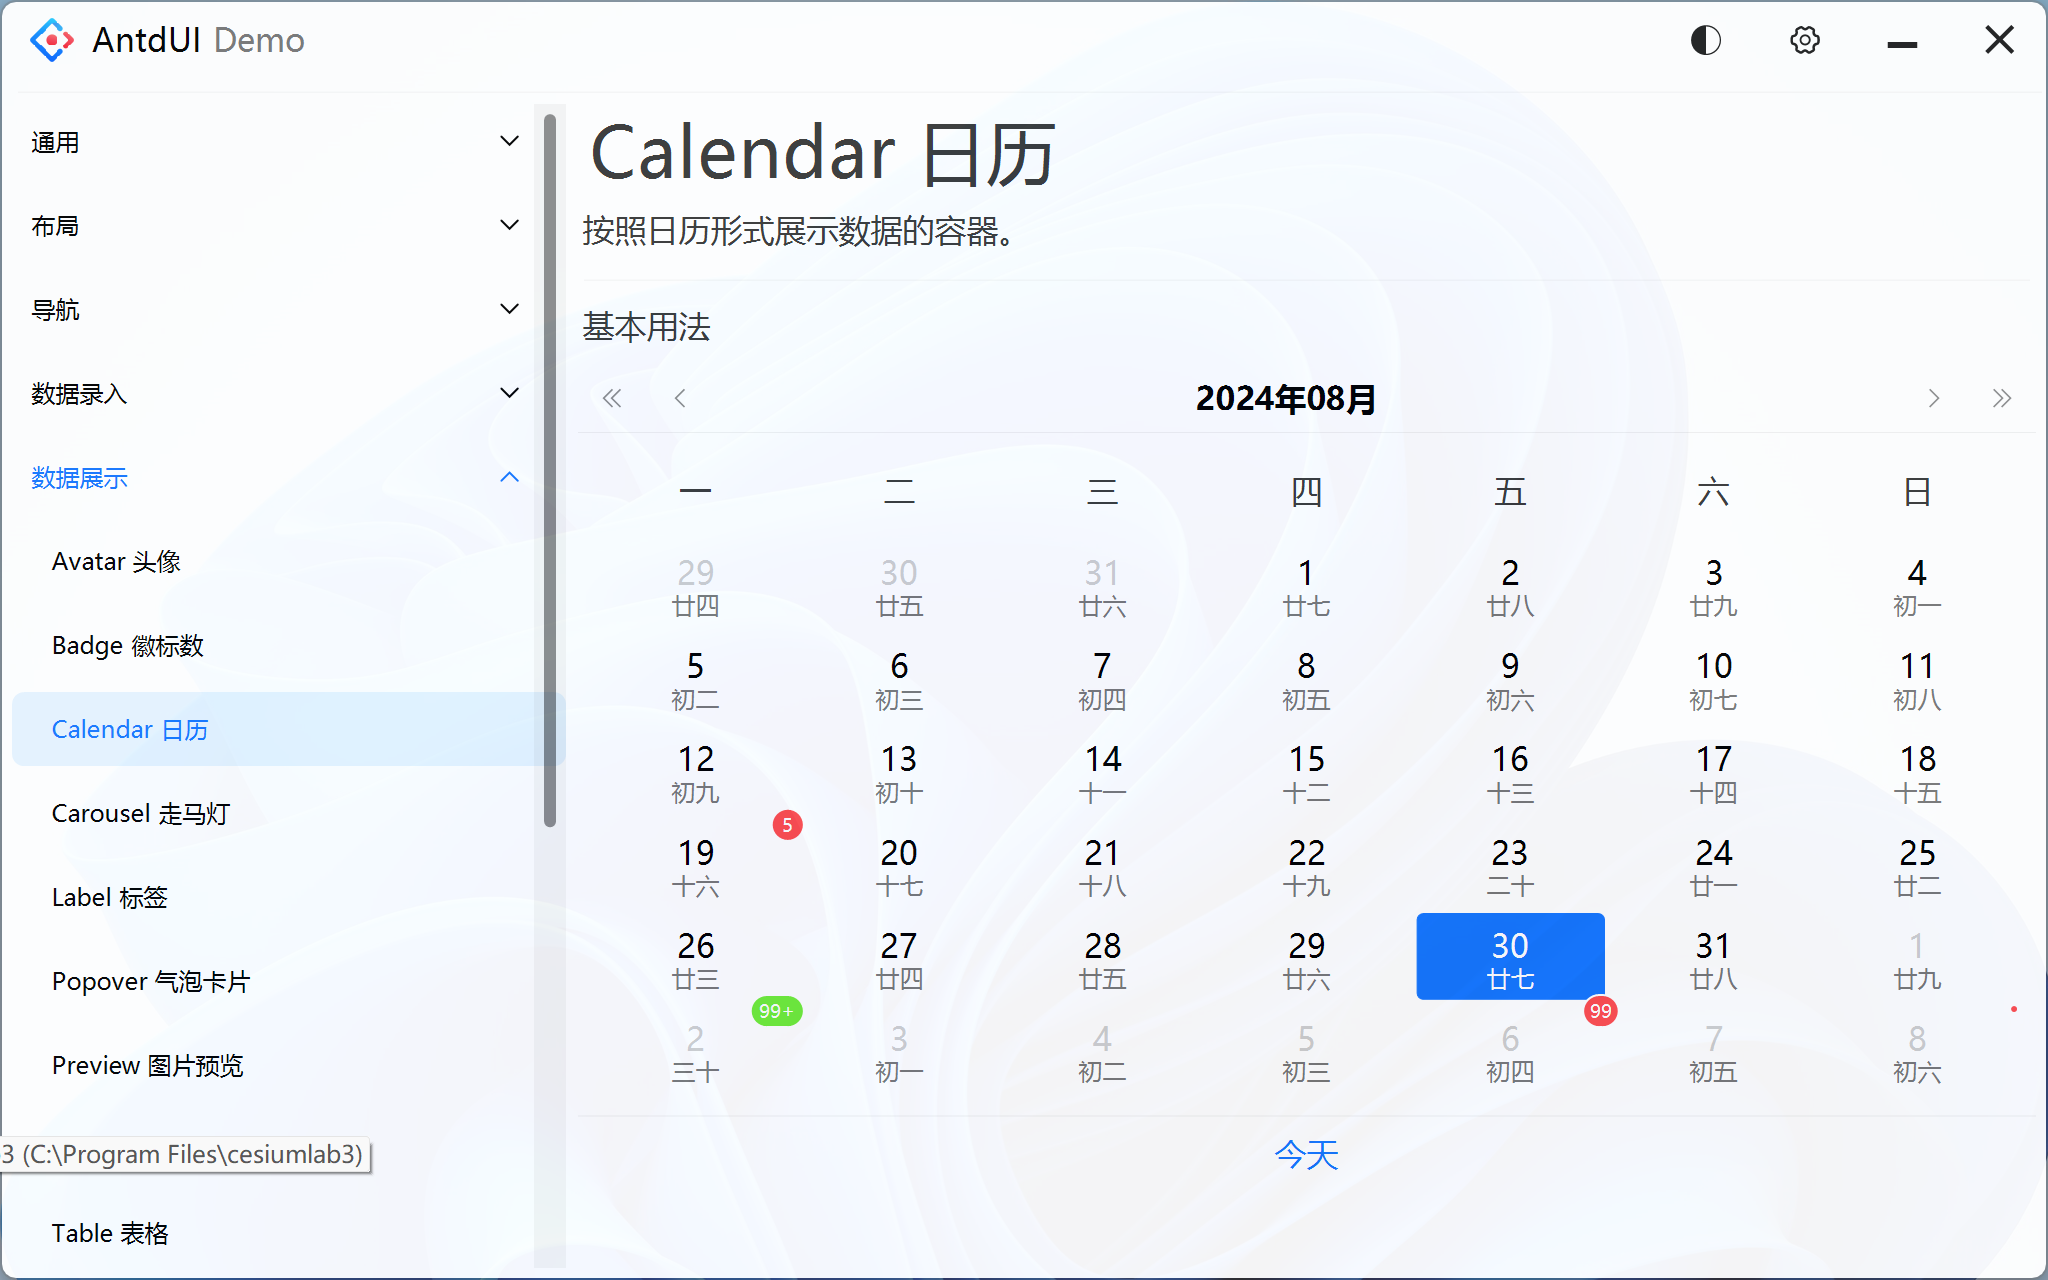 AntdUI Demo
通用
布局
导航
数据录入
数据展示
Avatar 头像
Badge 徽标数
Calendar 日历
Carousel 走马灯
Label 标签
Popover 气泡卡片
Preview 图片预览
3 (C:\Program Files\cesiumlab3)
Table 表格
Calendar 日历
按照日历形式展示数据的容器。
基本用法
2024年08月
一 二 三 四 五 六 日
29 30 31 1 2 3 4
廿四 廿五 廿六 廿七 廿八 廿九 初一
5 6 7 8 9 10 11
初二 初三 初四 初五 初六 初七 初八
12 13 14 15 16 17 18
初九 初十 十一 十二 十三 十四 十五
5
19 20 21 22 23 24 25
十六 十七 十八 十九 二十 廿一 廿二
26 27 28 29 30 31 1
廿三 廿四 廿五 廿六 廿七 廿八 廿九
99+ 99
2 3 4 5 6 7 8
三十 初一 初二 初三 初四 初五 初六
今天